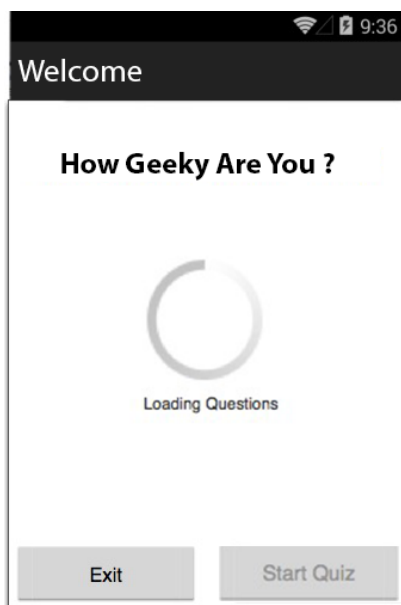 9:36
Welcome
How Geeky Are You ?
Loading Questions
Exit
Start Quiz